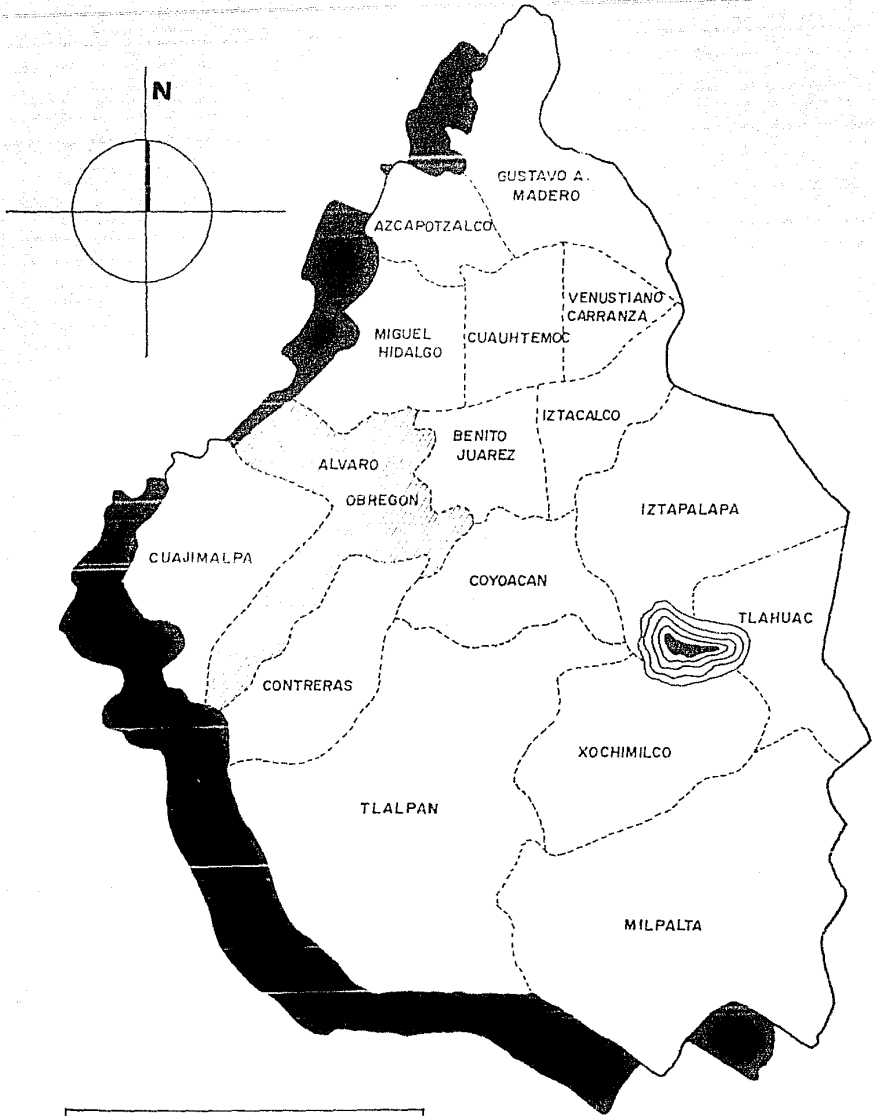 N
GUSTAVO A.
MADERO
AZCAPOTZALCO
VENUSTIANO
CARRANZA
MIGUEL
HIDALGO
CUAUHTEMOC
IZTACALCO
BENITO
JUAREZ
ALVARO
OBREGON
IZTAPALAPA
CUAJIMALPA
COYOACAN
TLAHUAC
CONTRERAS
XOCHIMILCO
TLALPAN
MILPALTA